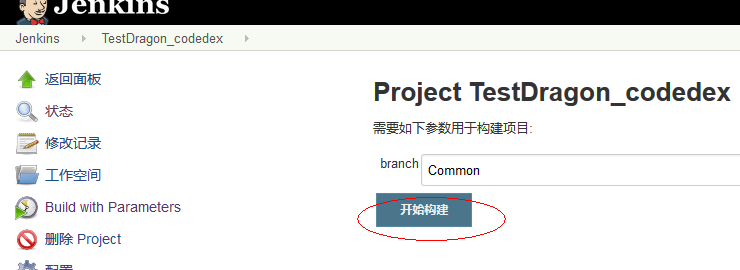 Jenkins
Jenkins
TestDragon_codedex
返回面板
状态
修改记录
工作空间
Build with Parameters
删除 Project
配置
Project TestDragon_codedex
需要如下参数用于构建项目:
branch
Common
开始构建